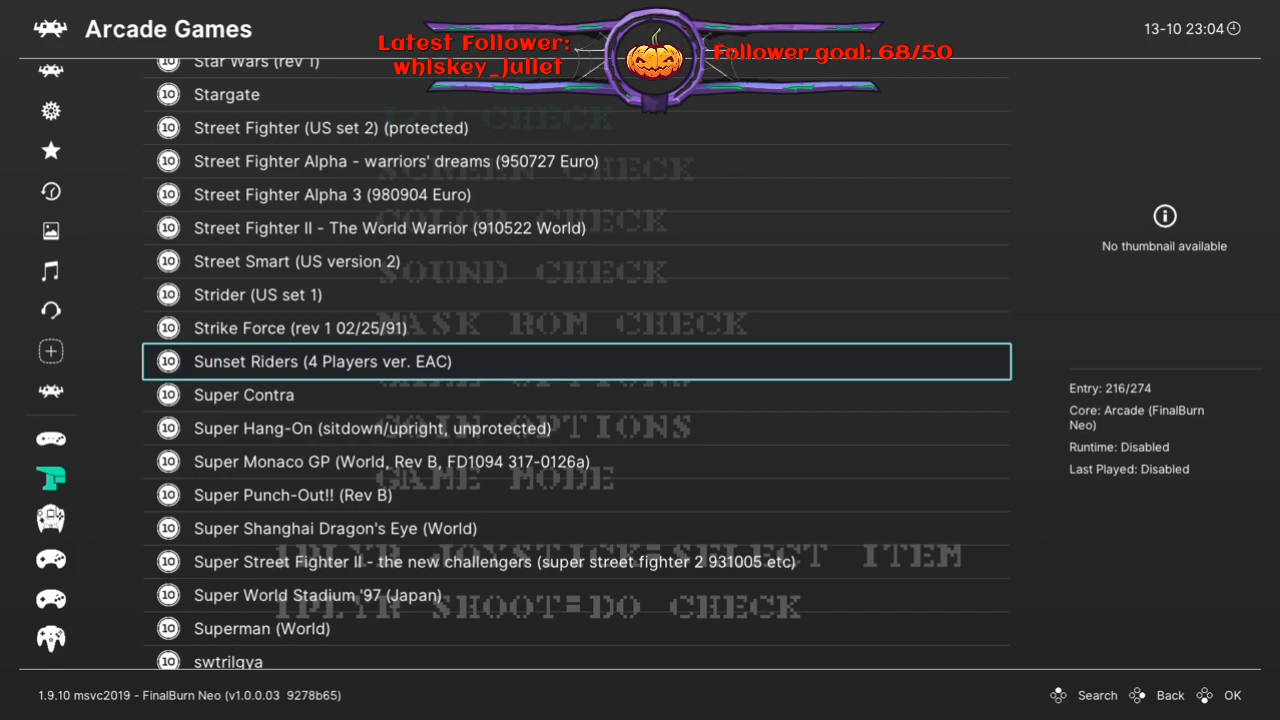 Arcade Games
Latest Follower:
whiskey_Juliet
Follower goal: 68/50
13-10 23:04
Star Wars (rev 1)
Stargate
I/O CHECK
Street Fighter (US set 2) (protected)
Street Fighter Alpha - warriors' dreams (950727 Euro)
SCREEN CHECK
Street Fighter Alpha 3 (980904 Euro)
COLOR CHECK
Street Fighter II - The World Warrior (910522 World)
Street Smart (US version 2)
SOUND CHECK
Strider (US set 1)
Strike Force (rev 1 02/25/91)
MASK ROM CHECK
Sunset Riders (4 Players ver. EAC)
GAME OPTIONS
Super Contra
Super Hang-On (sitdown/upright, unprotected)
COIN OPTIONS
Super Monaco GP (World, Rev B, FD1094 317-0126a)
GAME MODE
Super Punch-Out!! (Rev B)
Super Shanghai Dragon's Eye (World)
Super Street Fighter II - the new challengers (super street fighter 2 931005 etc)
1PLYR JOYSTICK=SELECT ITEM
Super World Stadium '97 (Japan)
1PLYR SHOOT=DO CHECK
Superman (World)
swtrilgya
No thumbnail available
Entry: 216/274
Core: Arcade (FinalBurn
Neo)
Runtime: Disabled
Last Played: Disabled
1.9.10 msvc2019 - FinalBurn Neo (v1.0.0.03 9278b65)
Search
Back
OK